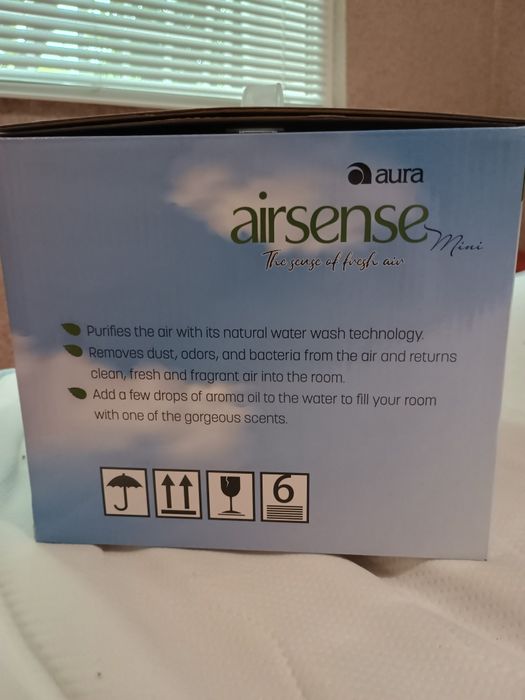 aura
airsense
Mini
The sense of fresh air
Purifies the air with its natural water wash technology.
Removes dust, odors, and bacteria from the air and returns
clean, fresh and fragrant air into the room.
Add a few drops of aroma oil to the water to fill your room
with one of the gorgeous scents.
6